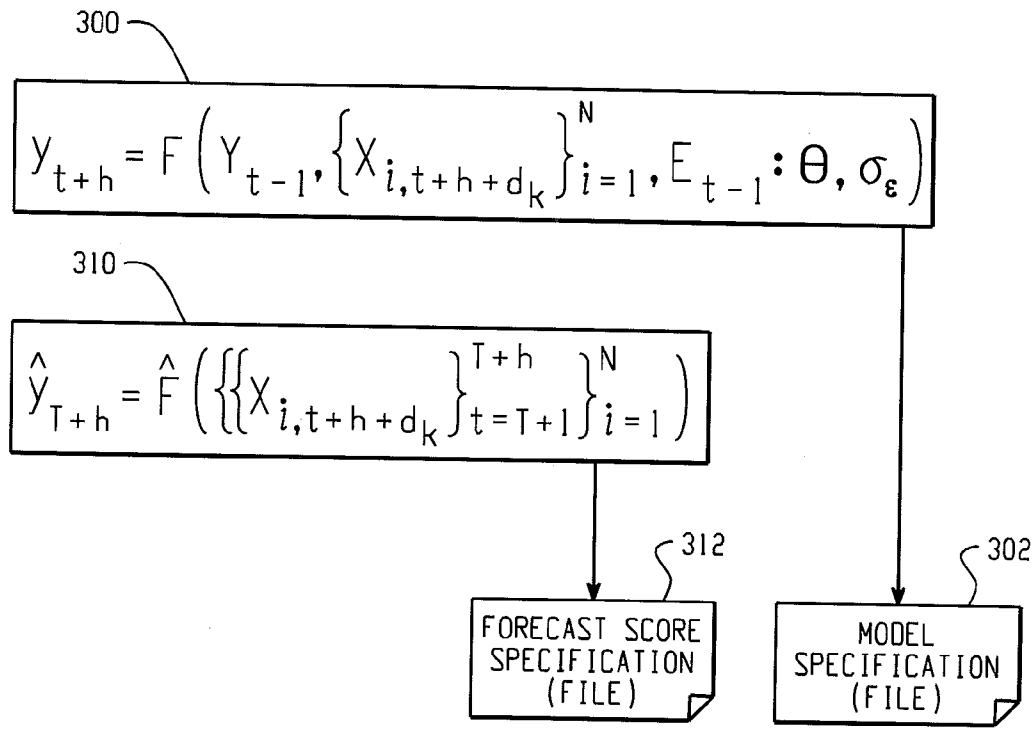 300
y_{t+h} = F ( Y_{t-1}, { X_{i,t+h+d_k} }_{i=1}^{N}, E_{t-1} : θ, σ_ε )
310
ŷ_{T+h} = F̂ ( { { X_{i,t+h+d_k} }_{t=T+1}^{T+h} }_{i=1}^{N} )
312
302
FORECAST SCORE
SPECIFICATION
(FILE)
MODEL
SPECIFICATION
(FILE)